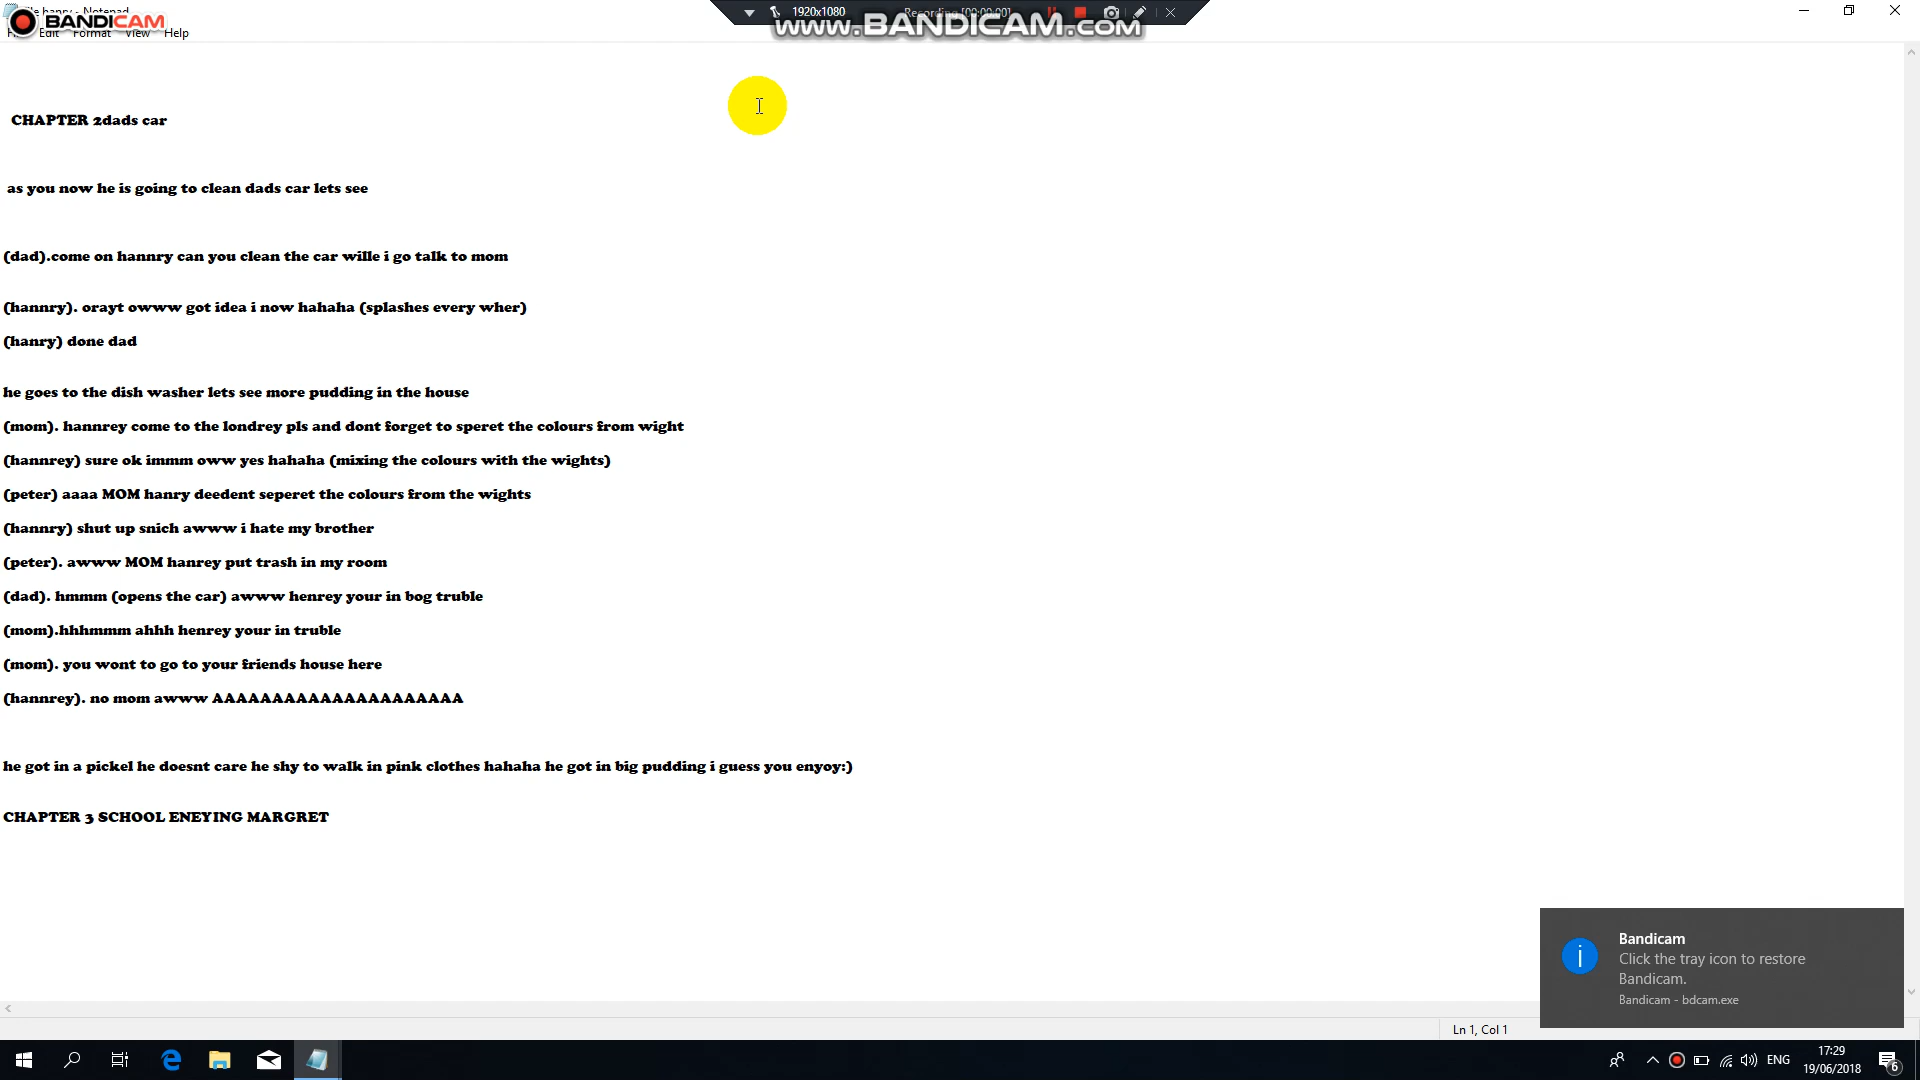 BANDICAM
1920x1080
Recording [00:00:00]
www.BANDICAM.com
Edit Format View Help
CHAPTER 2dads car
as you now he is going to clean dads car lets see
(dad).come on hannry can you clean the car wille i go talk to mom
(hannry). orayt owww got idea i now hahaha (splashes every wher)
(hanry) done dad
he goes to the dish washer lets see more pudding in the house
(mom). hannrey come to the londrey pls and dont forget to speret the colours from wight
(hannrey) sure ok immm oww yes hahaha (mixing the colours with the wights)
(peter) aaaa MOM hanry deedent seperet the colours from the wights
(hannry) shut up snich awww i hate my brother
(peter). awww MOM hanrey put trash in my room
(dad). hmmm (opens the car) awww henrey your in bog truble
(mom).hhhmmm ahhh henrey your in truble
(mom). you wont to go to your friends house here
(hannrey). no mom awww AAAAAAAAAAAAAAAAAAAAA
he got in a pickel he doesnt care he shy to walk in pink clothes hahaha he got in big pudding i guess you enyoy:)
CHAPTER 3 SCHOOL ENEYING MARGRET
Bandicam
Click the tray icon to restore
Bandicam.
Bandicam - bdcam.exe
Ln 1, Col 1
ENG
17:29
19/06/2018
6